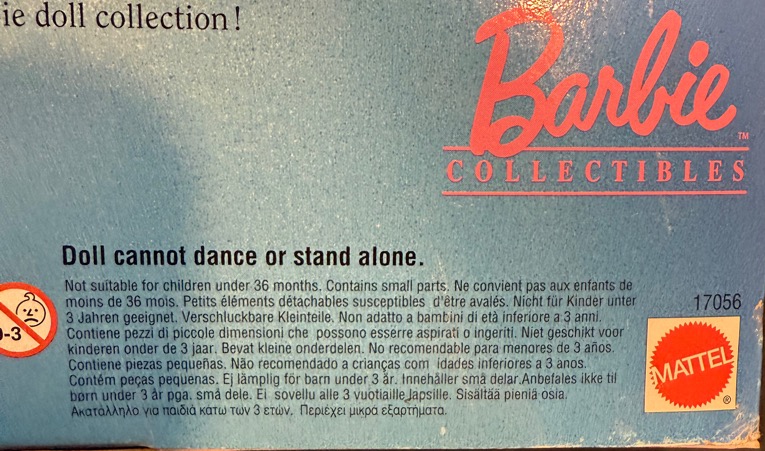 ie doll collection!
Barbie™
COLLECTIBLES
Doll cannot dance or stand alone.
Not suitable for children under 36 months. Contains small parts. Ne convient pas aux enfants de
moins de 36 mois. Petits éléments détachables susceptibles d'être avalés. Nicht für Kinder unter
3 Jahren geeignet. Verschluckbare Kleinteile. Non adatto a bambini di età inferiore a 3 anni.
Contiene pezzi di piccole dimensioni che possono esserre aspirati o ingeriti. Niet geschikt voor
kinderen onder de 3 jaar. Bevat kleine onderdelen. No recomendable para menores de 3 años.
Contiene piezas pequeñas. Não recomendado a crianças com idades inferiores a 3 anos.
Contém peças pequenas. Ej lämplig för barn under 3 år. Innehåller små delar.Anbefales ikke til
børn under 3 år pga. små dele. Ei sovellu alle 3 vuotiaille lapsille. Sisältää pieniä osia.
Ακατάλληλο για παιδιά κάτω των 3 ετών. Περιέχει μικρά εξαρτήματα.
0-3
17056
MATTEL
®